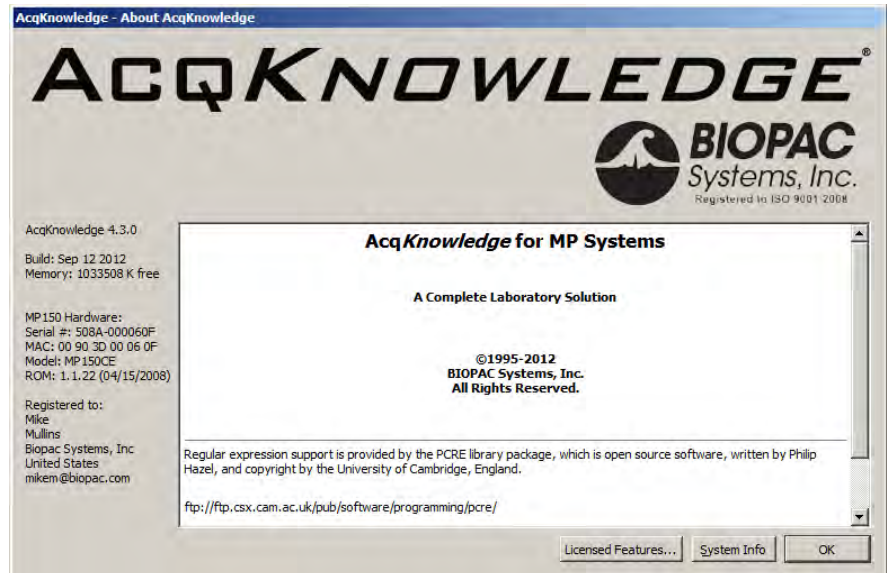 AcqKnowledge - About AcqKnowledge
ACQKNOWLEDGE®
BIOPAC
Systems, Inc.
Registered to ISO 9001 2008
AcqKnowledge 4.3.0
Build: Sep 12 2012
Memory: 1033508 K free
MP150 Hardware:
Serial #: 508A-000060F
MAC: 00 90 3D 00 06 0F
Model: MP150CE
ROM: 1.1.22 (04/15/2008)
Registered to:
Mike
Mullins
Biopac Systems, Inc
United States
mikem@biopac.com
AcqKnowledge for MP Systems
A Complete Laboratory Solution
©1995-2012
BIOPAC Systems, Inc.
All Rights Reserved.
Regular expression support is provided by the PCRE library package, which is open source software, written by Philip
Hazel, and copyright by the University of Cambridge, England.
ftp://ftp.csx.cam.ac.uk/pub/software/programming/pcre/
Licensed Features... System Info OK